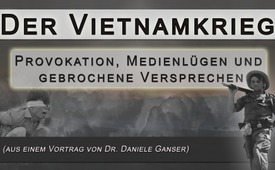 DER VIETNAMKRIEG
PROVOKATION, MEDIENLÜGEN UND
GEBROCHENE VERSPRECHEN
(AUS EINEM VORTRAG VON DR. DANIELE GANSER)